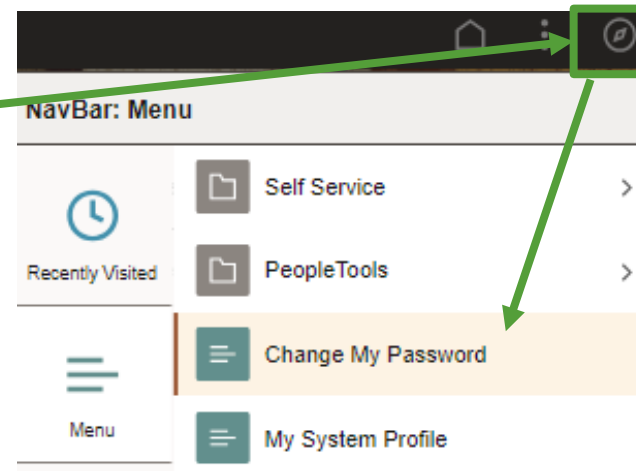 NavBar: Menu
Self Service
Recently Visited
PeopleTools
Change My Password
Menu
My System Profile